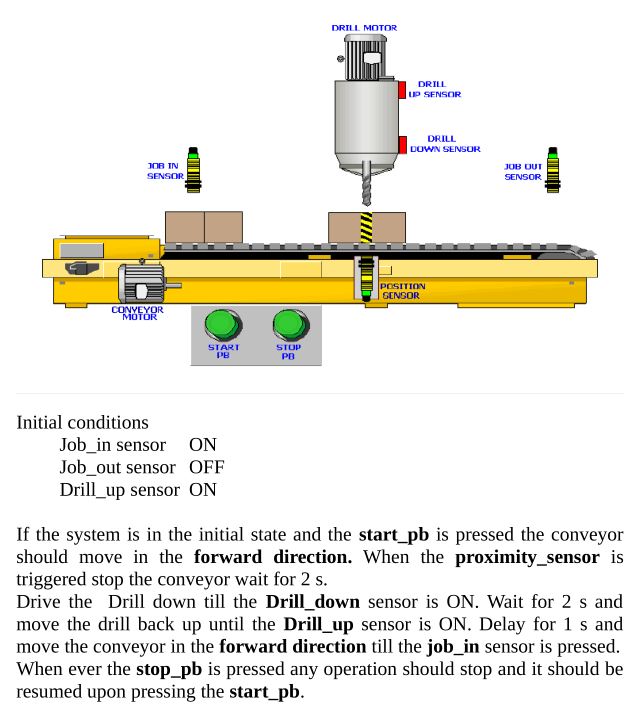 DRILL MOTOR
DRILL
UP SENSOR
DRILL
DOWN SENSOR
JOB IN
SENSOR
JOB OUT
SENSOR
POSITION
SENSOR
CONVEYOR
MOTOR
START
PB
STOP
PB
Initial conditions
Job_in sensor ON
Job_out sensor OFF
Drill_up sensor ON
If the system is in the initial state and the start_pb is pressed the conveyor
should move in the forward direction. When the proximity_sensor is
triggered stop the conveyor wait for 2 s.
Drive the Drill down till the Drill_down sensor is ON. Wait for 2 s and
move the drill back up until the Drill_up sensor is ON. Delay for 1 s and
move the conveyor in the forward direction till the job_in sensor is pressed.
When ever the stop_pb is pressed any operation should stop and it should be
resumed upon pressing the start_pb.